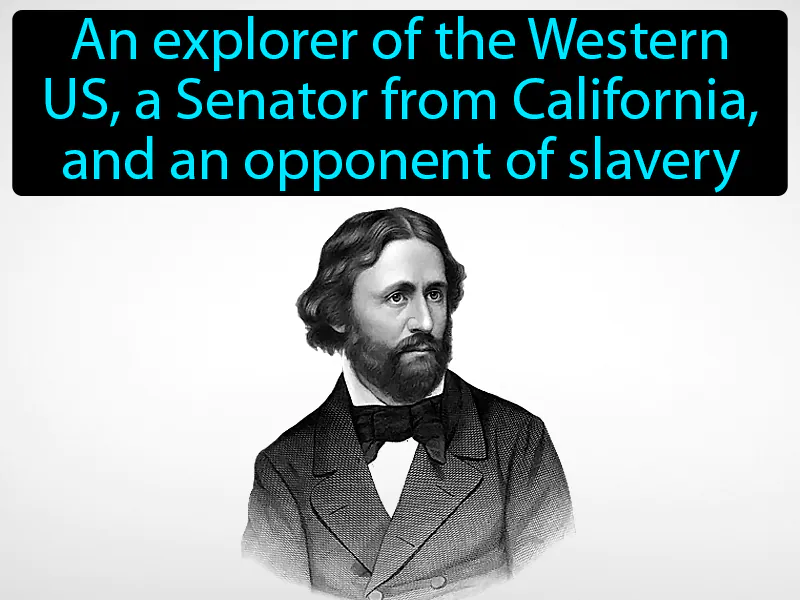 An explorer of the Western
US, a Senator from California,
and an opponent of slavery